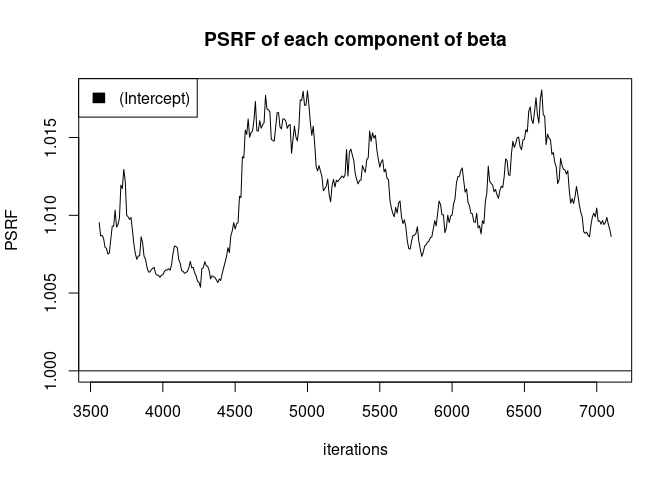 PSRF of each component of beta
(Intercept)
PSRF
1.015
1.010
1.005
1.000
3500 4000 4500 5000 5500 6000 6500 7000
iterations